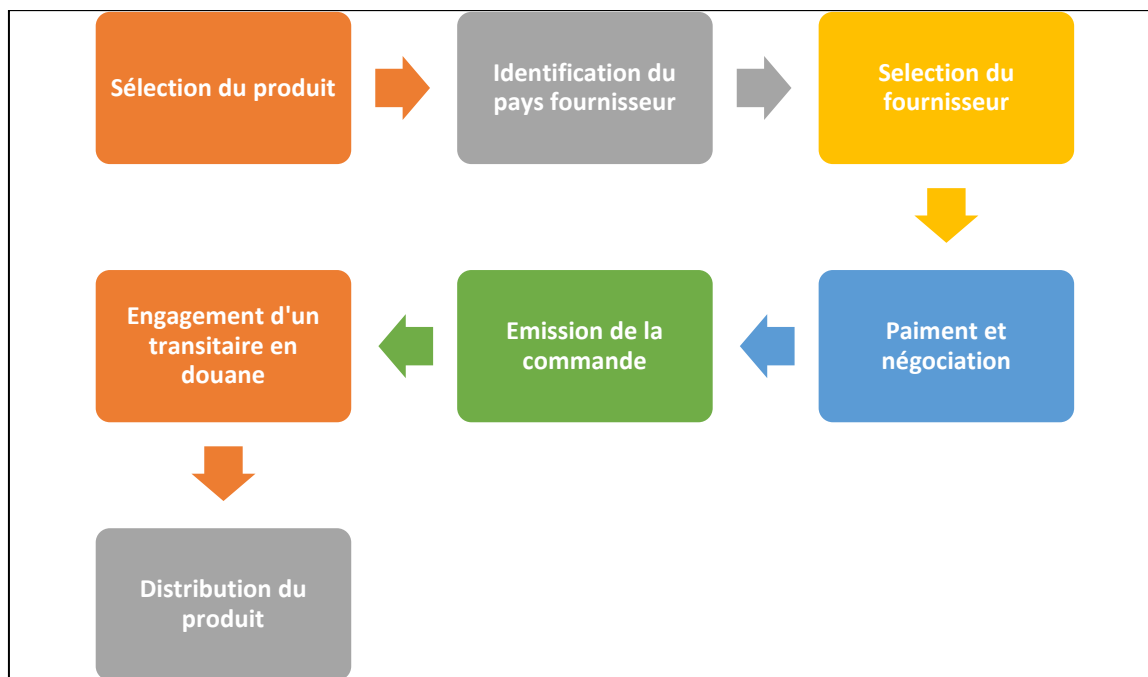 Sélection du produit
Identification du
pays fournisseur
Selection du
fournisseur
Paiment et
négociation
Emission de la
commande
Engagement d'un
transitaire en
douane
Distribution du
produit